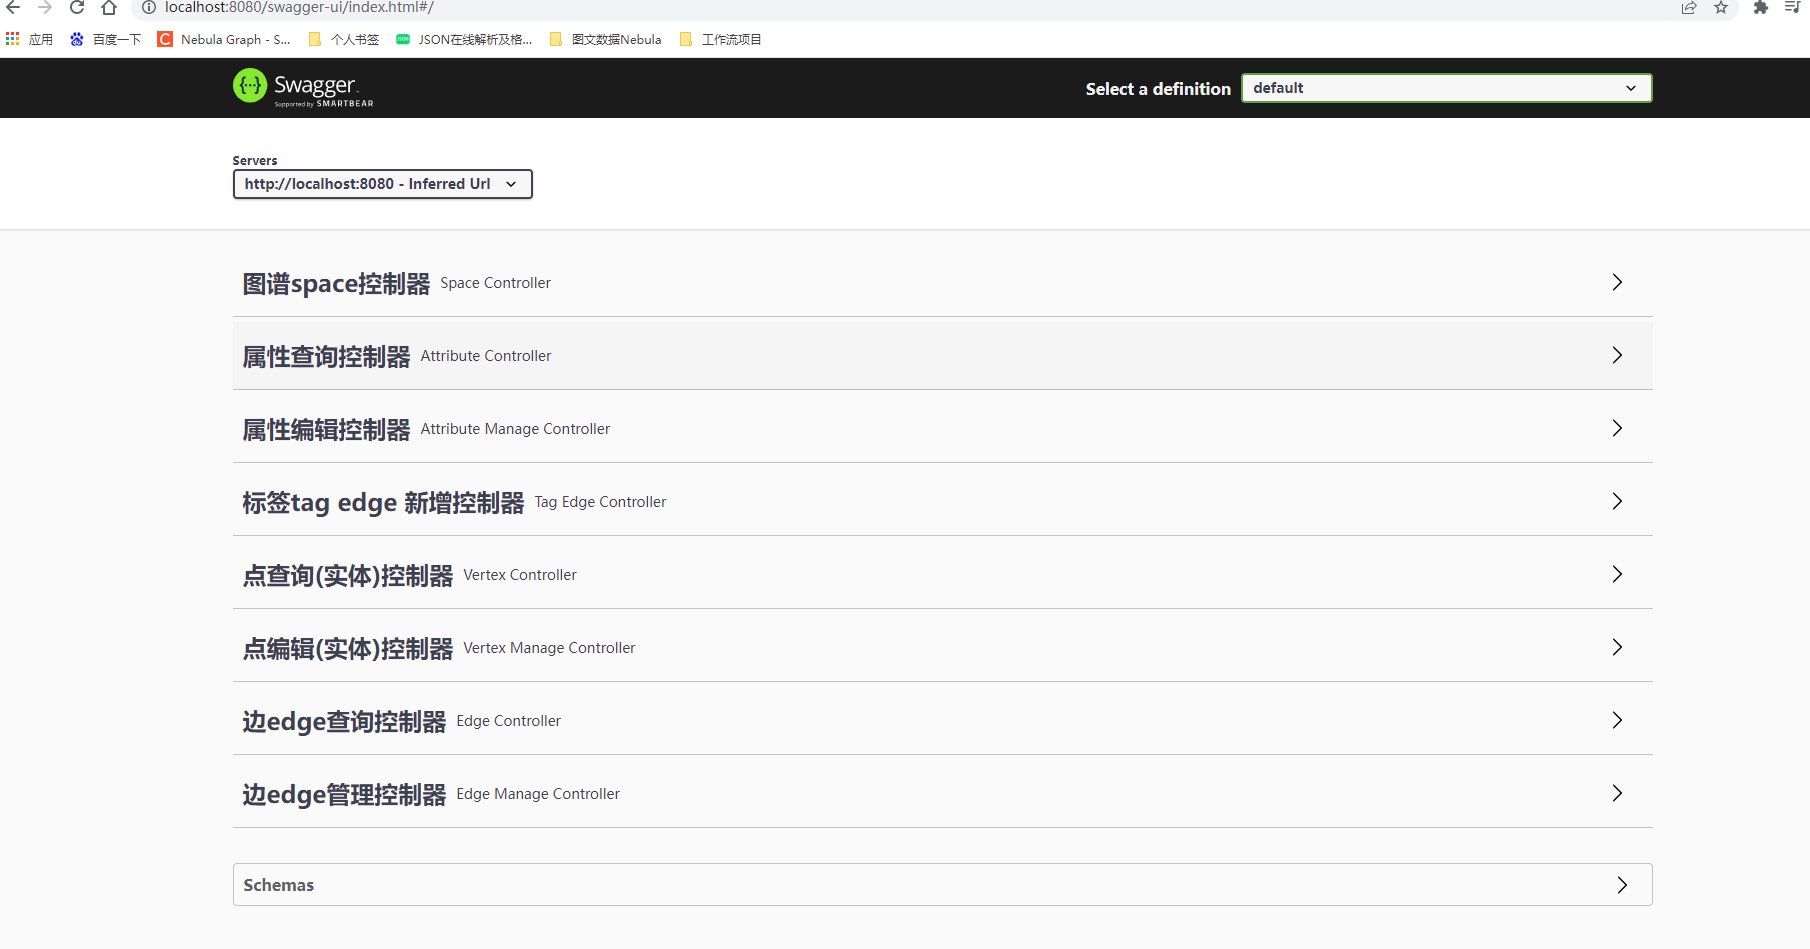 localhost:8080/swagger-ui/index.html#/
应用 百度一下 Nebula Graph - S... 个人书签 JSON在线解析及格... 图文数据Nebula 工作流项目
Swagger
Supported by SMARTBEAR
Select a definition default
Servers
http://localhost:8080 - Inferred Url
图谱space控制器 Space Controller
属性查询控制器 Attribute Controller
属性编辑控制器 Attribute Manage Controller
标签tag edge 新增控制器 Tag Edge Controller
点查询(实体)控制器 Vertex Controller
点编辑(实体)控制器 Vertex Manage Controller
边edge查询控制器 Edge Controller
边edge管理控制器 Edge Manage Controller
Schemas